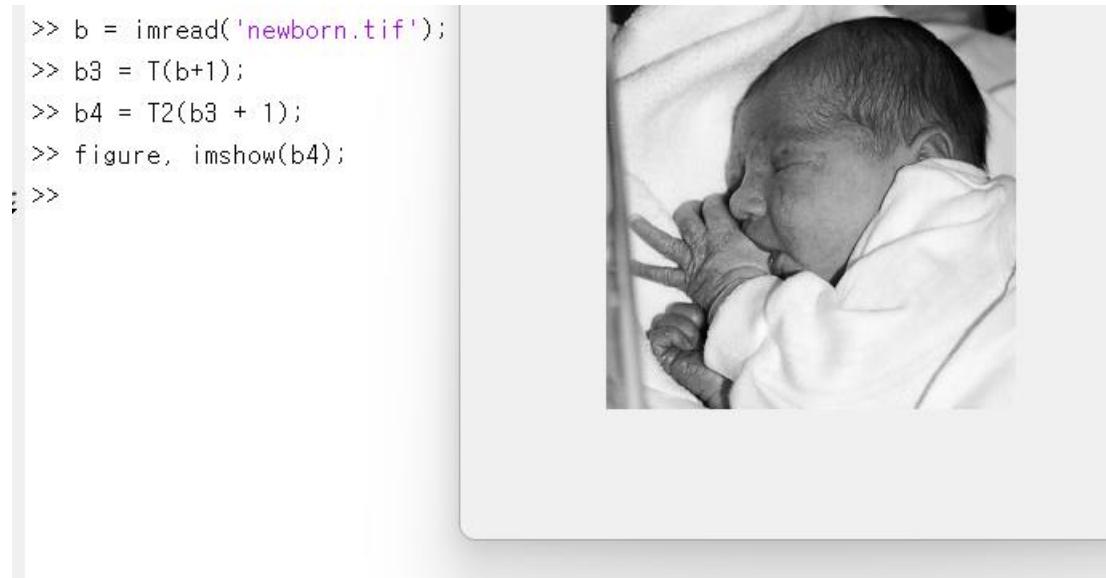 >> b = imread('newborn.tif');
>> b3 = T(b+1);
>> b4 = T2(b3 + 1);
>> figure, imshow(b4);
>>